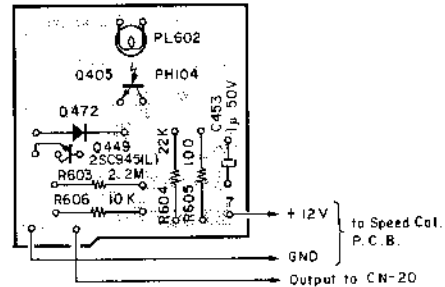 PL602
Q405
PH104
Q472
Q449
2SC945(L)
R603
2.2M
R606
10K
22K
R604
100
R605
C453
1μ 50V
+12V
GND
to Speed Cal.
P.C.B.
Output to CN-20